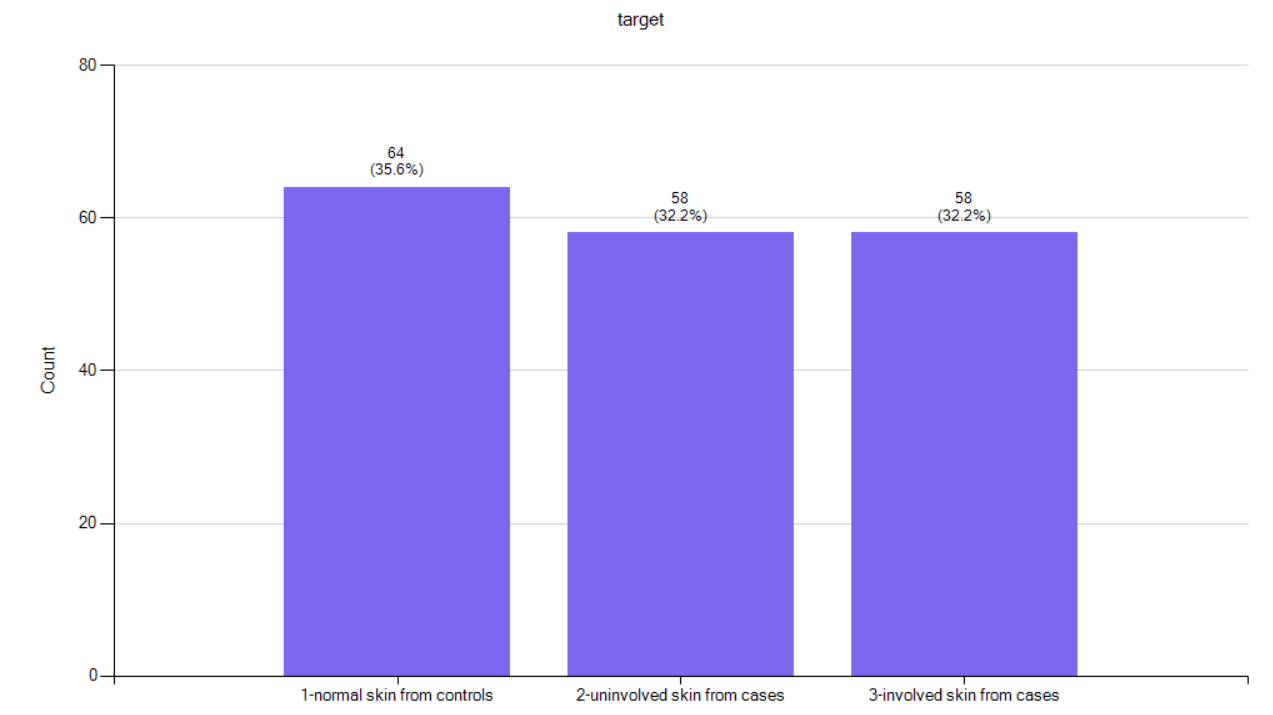 target
80
60
40
20
0
Count
64
(35.6%)
58
(32.2%)
58
(32.2%)
1-normal skin from controls
2-uninvolved skin from cases
3-involved skin from cases